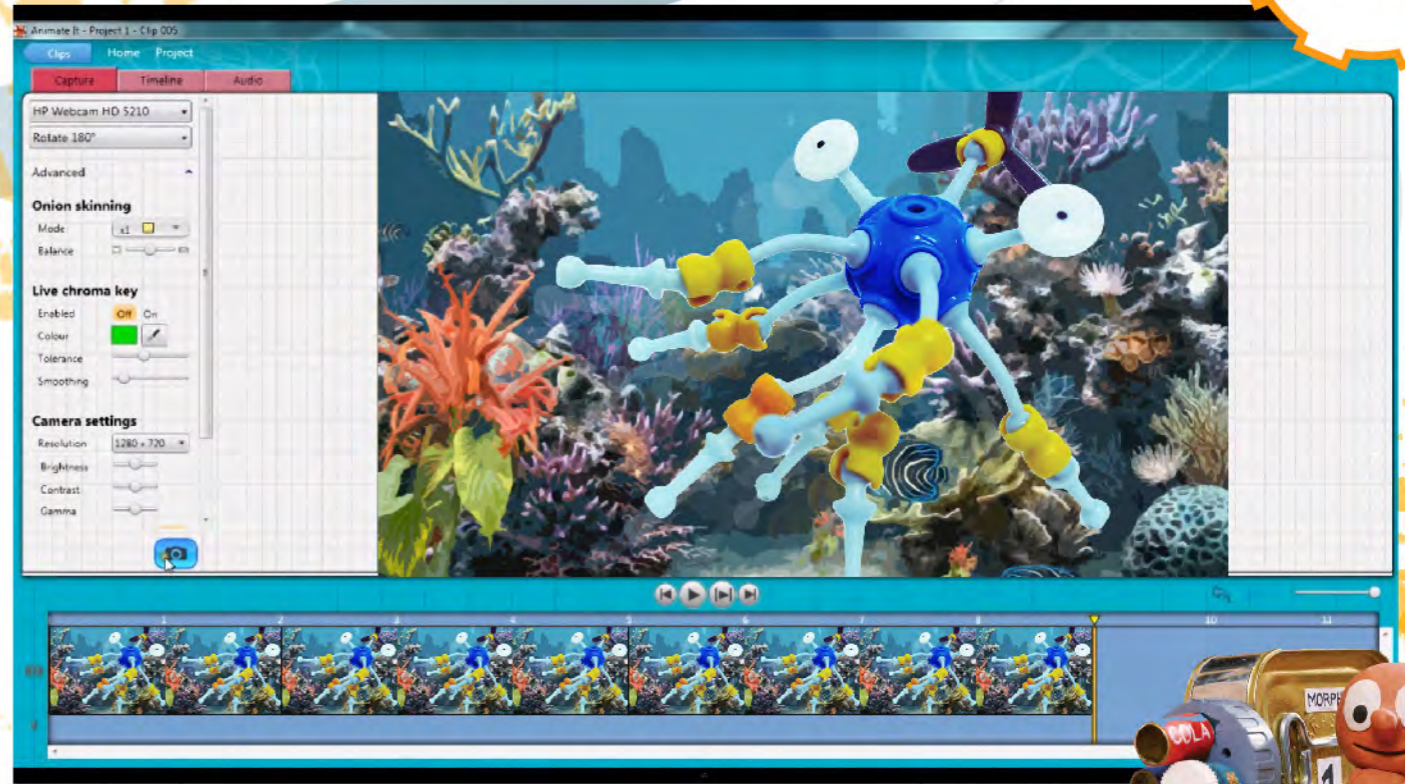 Animate It - Project 1 - Clip 005
Clips Home Project
Capture Timeline Audio
HP Webcam HD 5210
Rotate 180°
Advanced
Onion skinning
Mode x1
Balance
Live chroma key
Enabled Off On
Colour
Tolerance
Smoothing
Camera settings
Resolution 1280 x 720
Brightness
Contrast
Gamma
1 2 3 4 5 6 7 8 10 11
MORPH
COLA
1